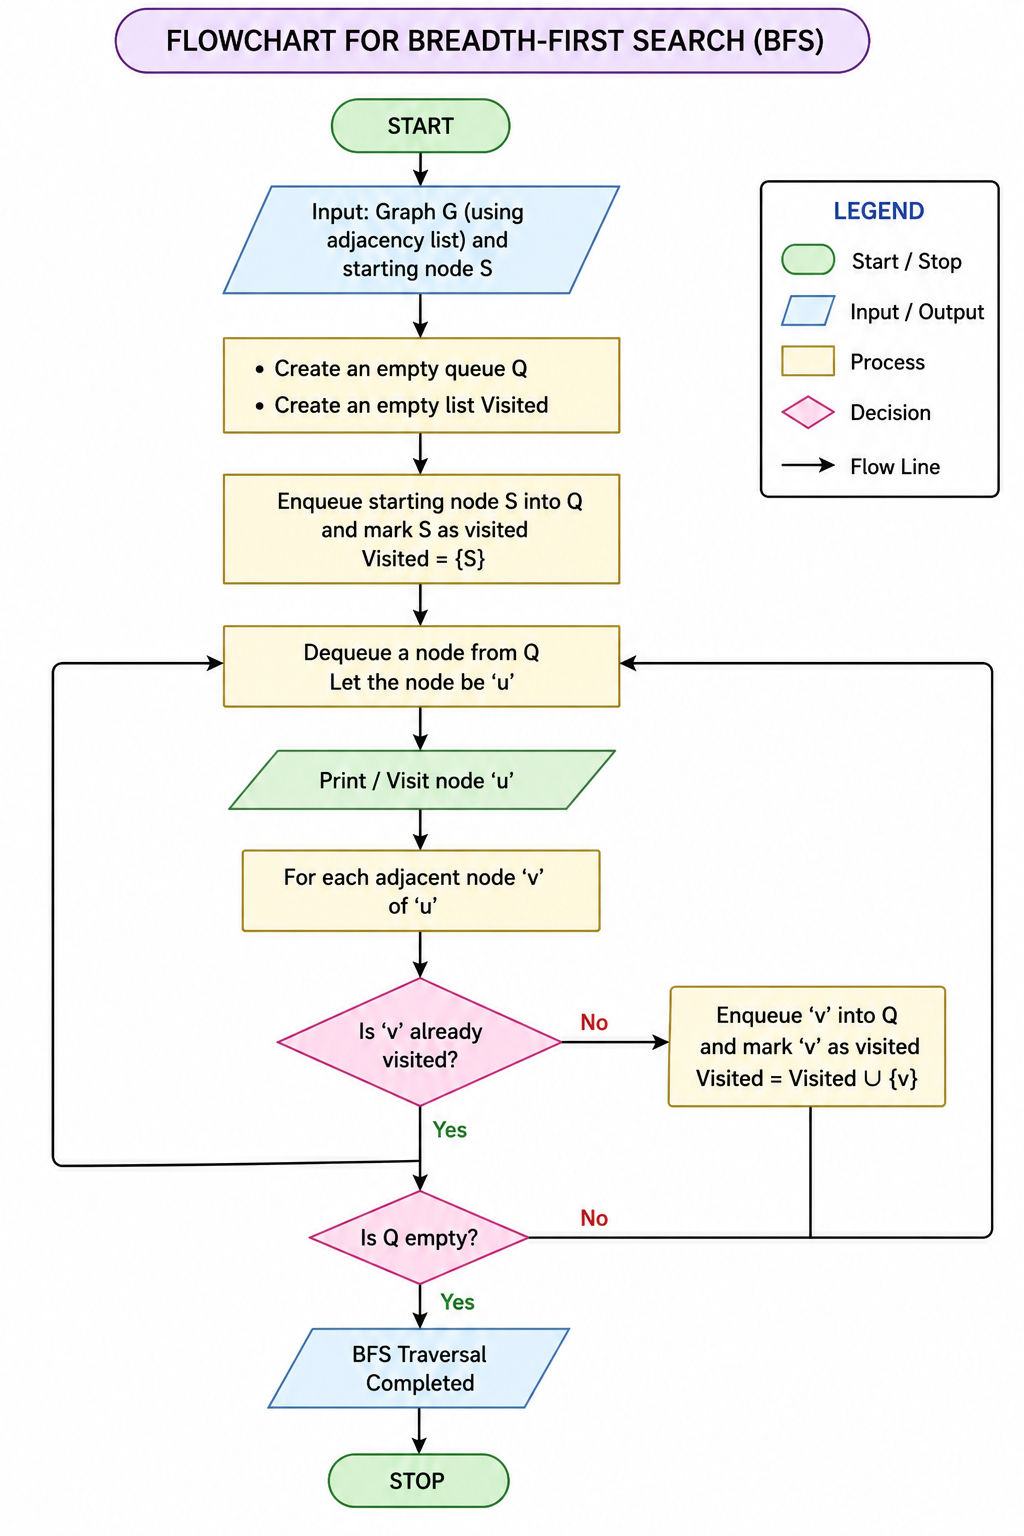 FLOWCHART FOR BREADTH-FIRST SEARCH (BFS)
START
Input: Graph G (using
adjacency list) and
starting node S
• Create an empty queue Q
• Create an empty list Visited
Enqueue starting node S into Q
and mark S as visited
Visited = {S}
Dequeue a node from Q
Let the node be ‘u’
Print / Visit node ‘u’
For each adjacent node ‘v’
of ‘u’
Is ‘v’ already
visited?
No
Enqueue ‘v’ into Q
and mark ‘v’ as visited
Visited = Visited ∪ {v}
Yes
Is Q empty?
No
Yes
BFS Traversal
Completed
STOP
LEGEND
Start / Stop
Input / Output
Process
Decision
Flow Line